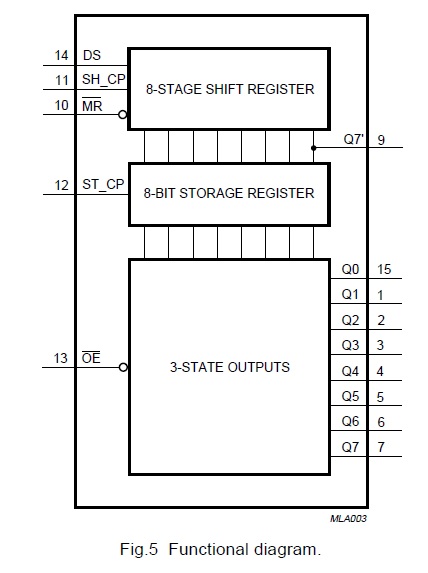 14 DS
11 SH_CP
10 MR
8-STAGE SHIFT REGISTER
Q7' 9
12 ST_CP
8-BIT STORAGE REGISTER
13 OE
3-STATE OUTPUTS
Q0 15
Q1 1
Q2 2
Q3 3
Q4 4
Q5 5
Q6 6
Q7 7
MLA003
Fig.5 Functional diagram.